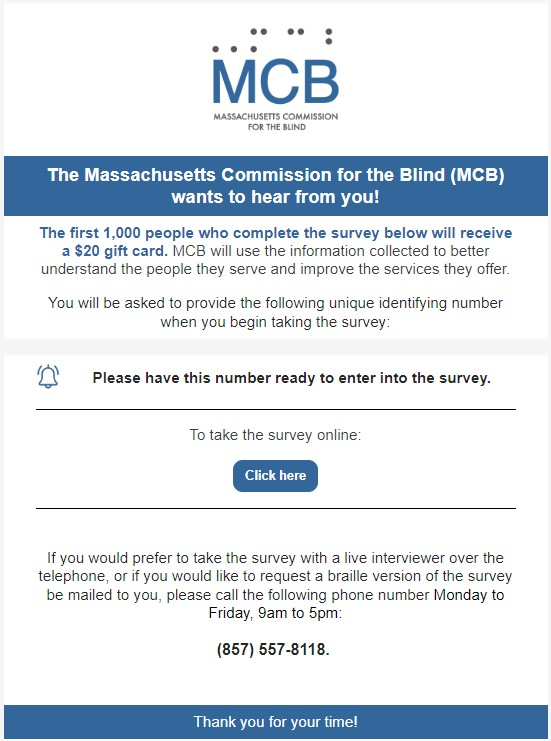 MCB
MASSACHUSETTS COMMISSION
FOR THE BLIND
The Massachusetts Commission for the Blind (MCB)
wants to hear from you!
The first 1,000 people who complete the survey below will receive
a $20 gift card. MCB will use the information collected to better
understand the people they serve and improve the services they offer.
You will be asked to provide the following unique identifying number
when you begin taking the survey:
Please have this number ready to enter into the survey.
To take the survey online:
Click here
If you would prefer to take the survey with a live interviewer over the
telephone, or if you would like to request a braille version of the survey
be mailed to you, please call the following phone number Monday to
Friday, 9am to 5pm:
(857) 557-8118.
Thank you for your time!